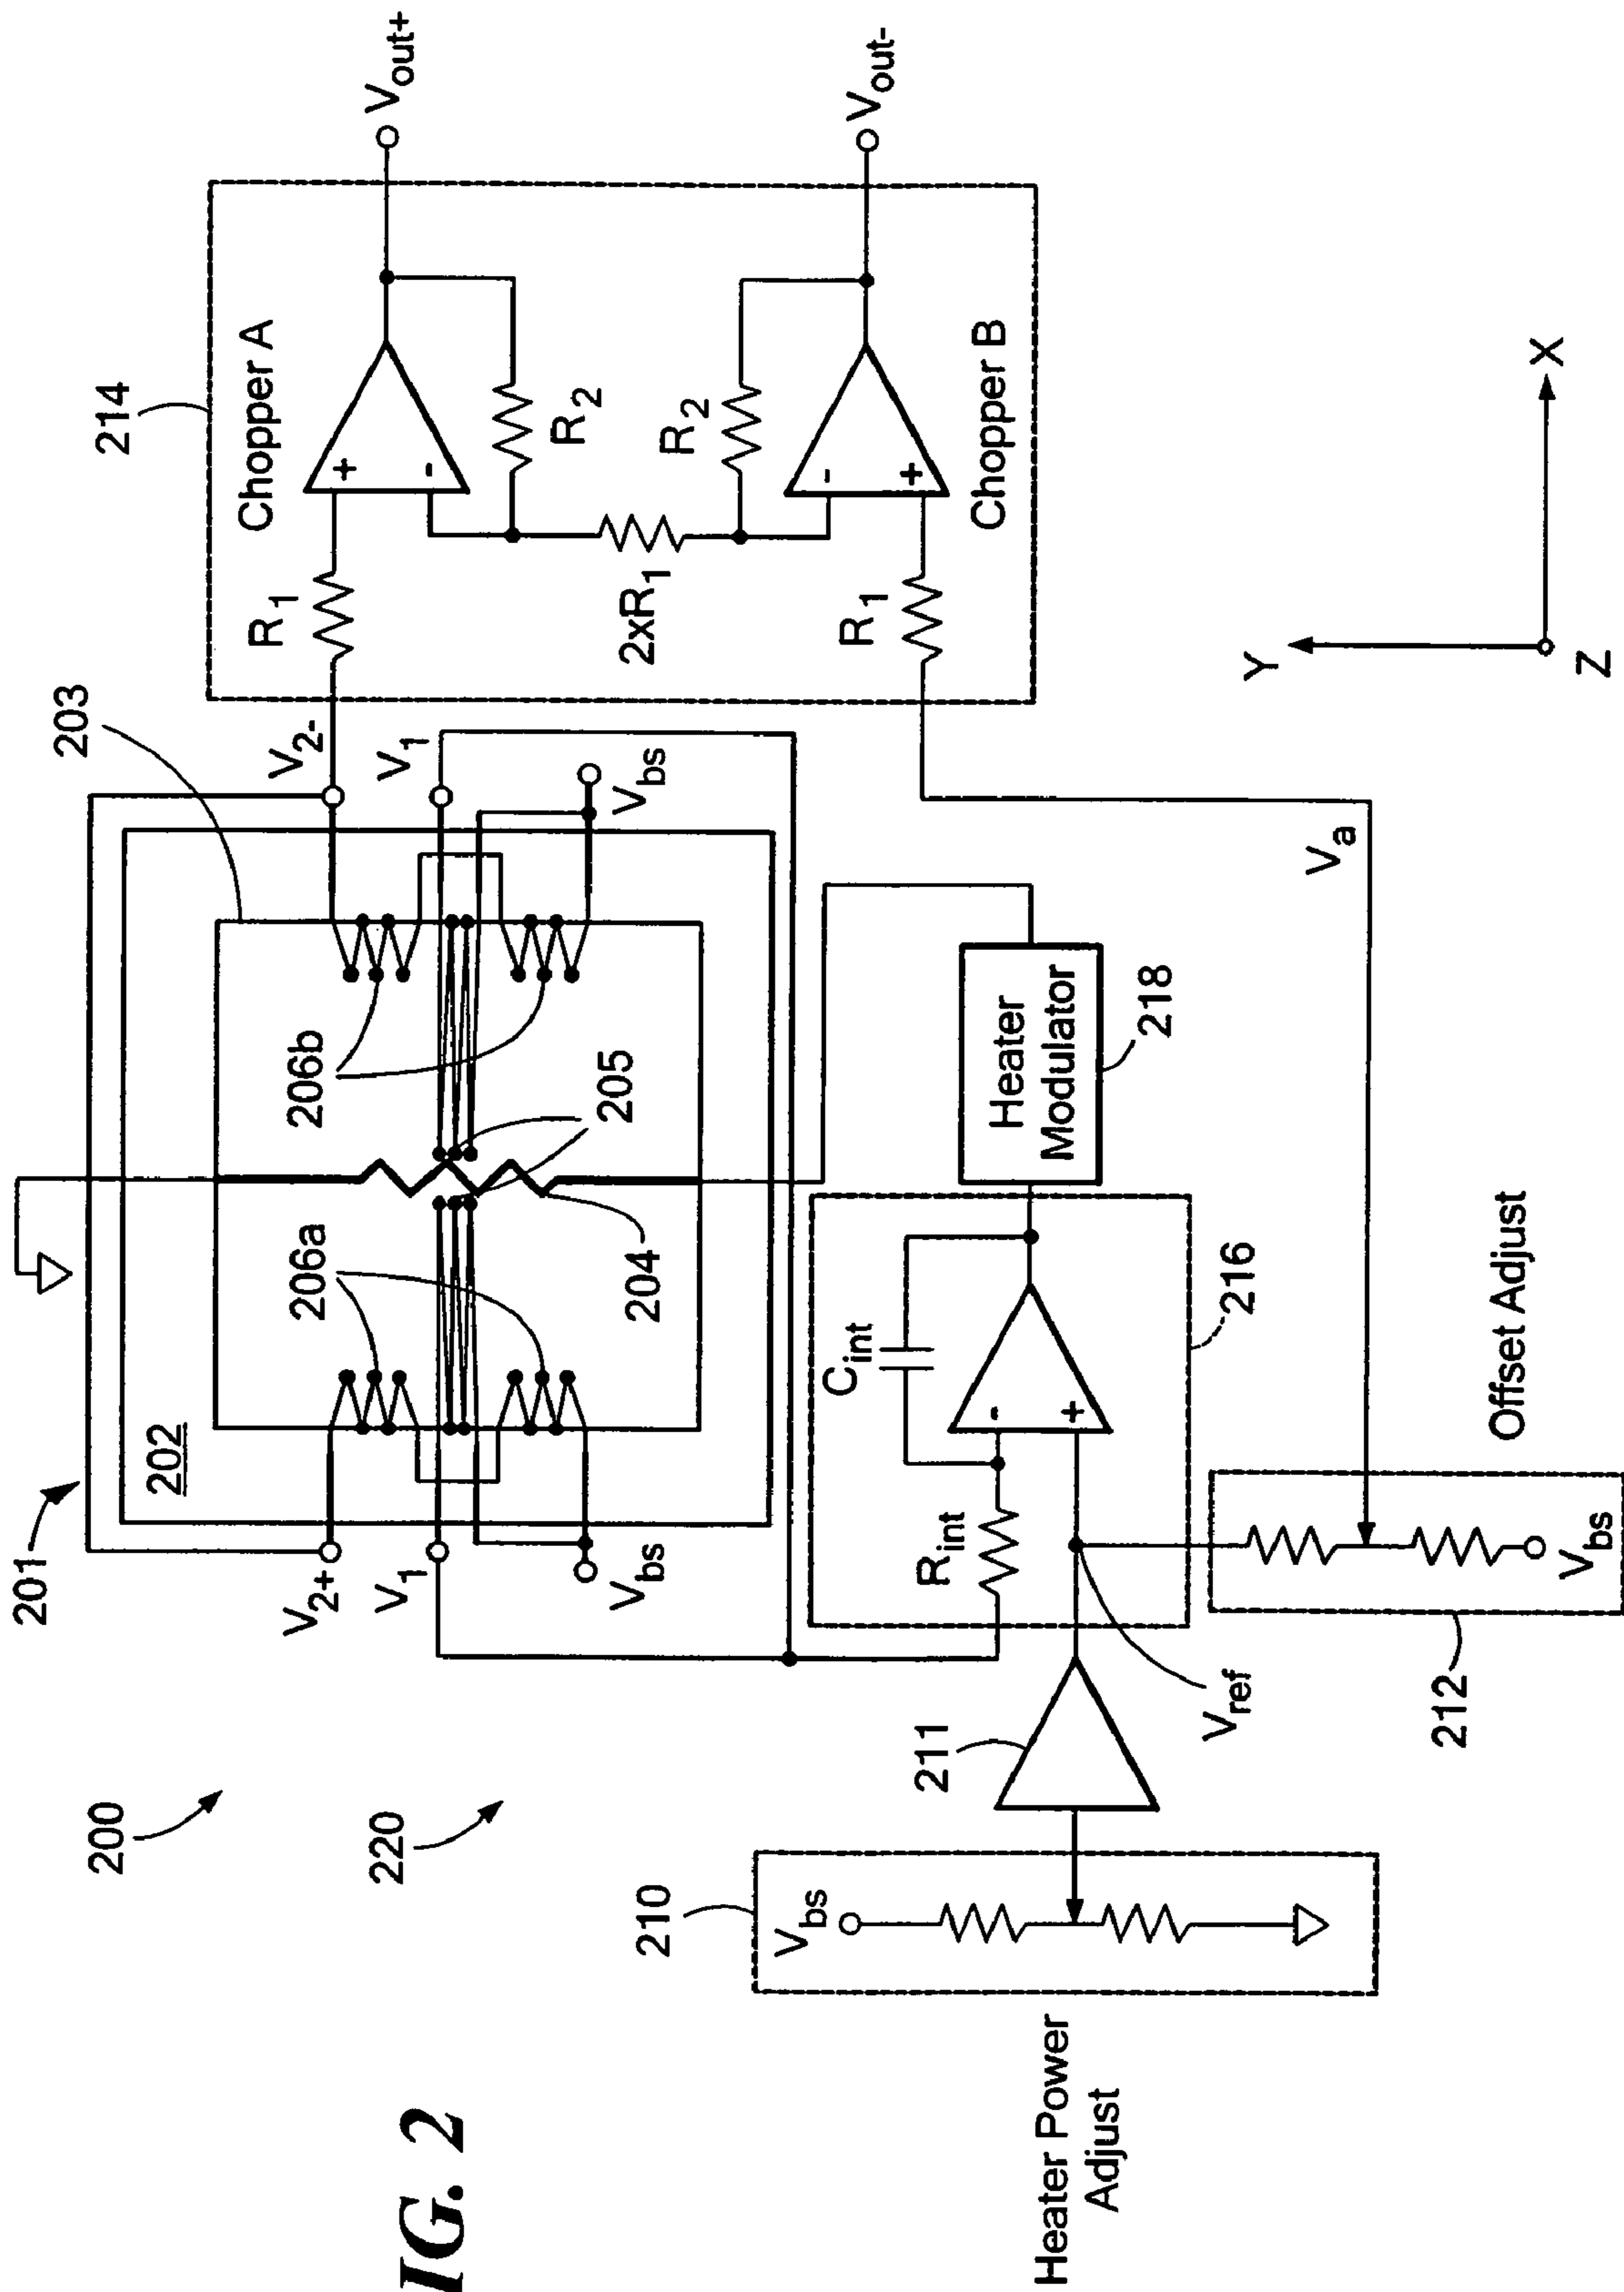 IG. 2
200
220
201
202
203
206a
206b
205
204
V2+
V1
Vbs
V2-
V1
Vbs
214
Chopper A
R1
+
-
R2
2xR1
R2
R1
-
+
Chopper B
Vout+
Vout-
Heater Power
Adjust
210
Vbs
211
Vref
Rint
Cint
-
+
216
Heater
Modulator
218
Va
212
Vbs
Offset Adjust
Y
X
Z